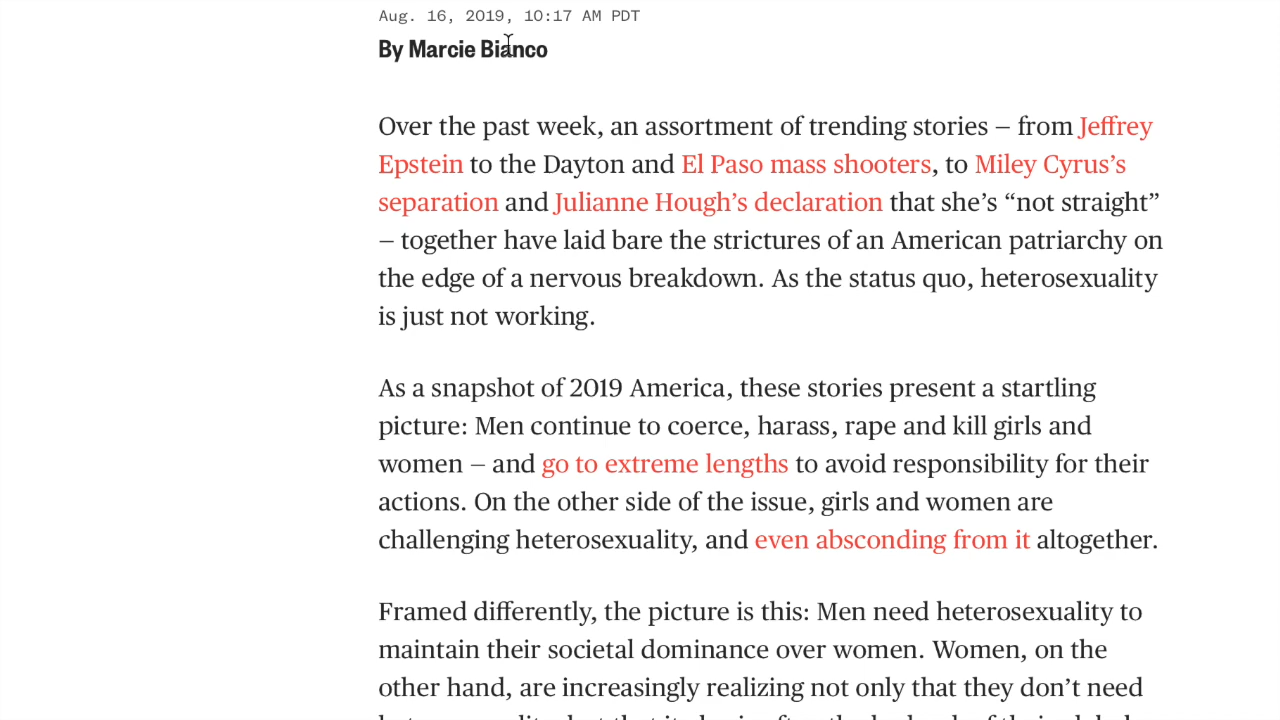 Aug. 16, 2019, 10:17 AM PDT
By Marcie Bianco
Over the past week, an assortment of trending stories — from Jeffrey
Epstein to the Dayton and El Paso mass shooters, to Miley Cyrus’s
separation and Julianne Hough’s declaration that she’s “not straight”
— together have laid bare the strictures of an American patriarchy on
the edge of a nervous breakdown. As the status quo, heterosexuality
is just not working.
As a snapshot of 2019 America, these stories present a startling
picture: Men continue to coerce, harass, rape and kill girls and
women — and go to extreme lengths to avoid responsibility for their
actions. On the other side of the issue, girls and women are
challenging heterosexuality, and even absconding from it altogether.
Framed differently, the picture is this: Men need heterosexuality to
maintain their societal dominance over women. Women, on the
other hand, are increasingly realizing not only that they don’t need